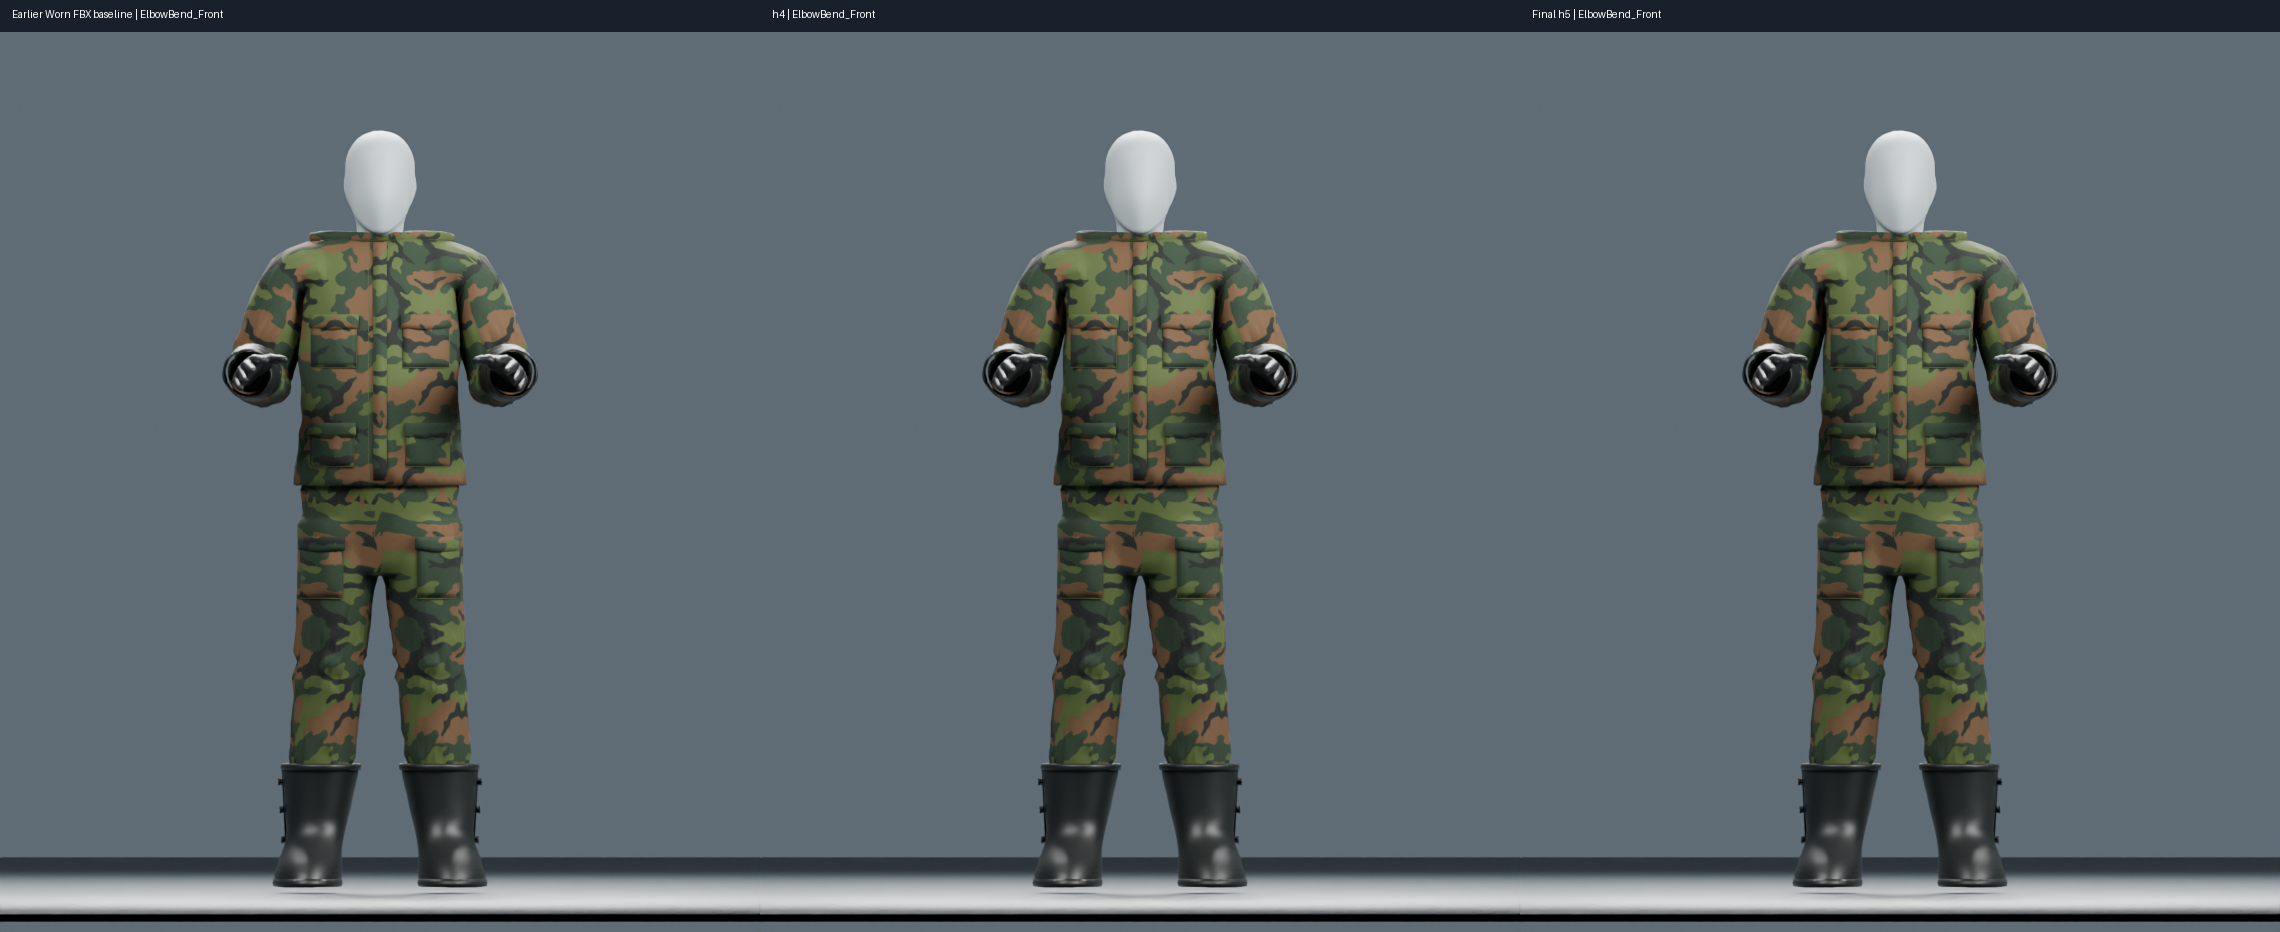 Earlier Worn FBX baseline | ElbowBend_Front
h4 | ElbowBend_Front
Final h5 | ElbowBend_Front